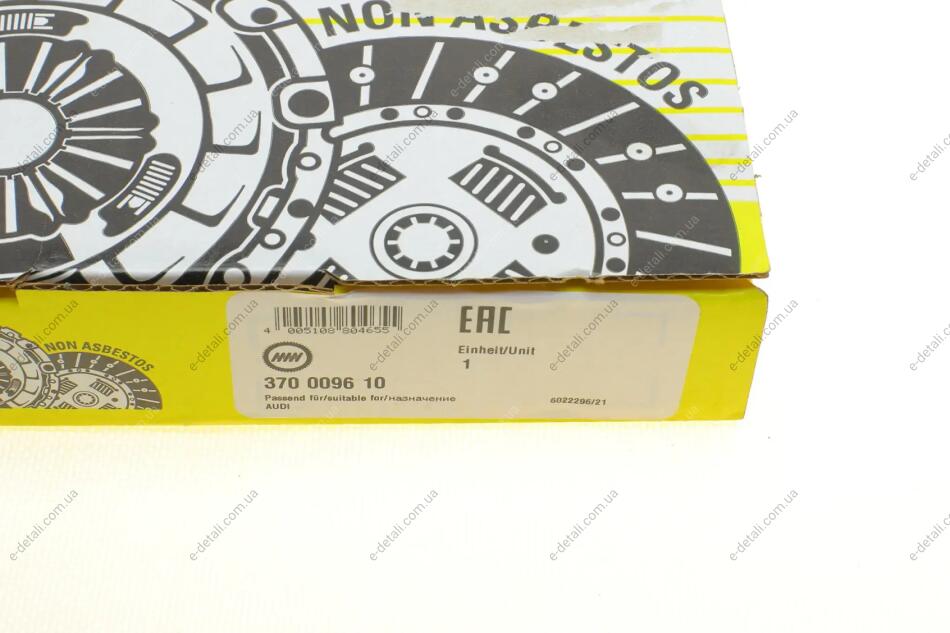 NON ASBESTOS
NON ASBESTOS
4 005108 804655
EAC
Einheit/Unit
1
370 0096 10
Passend für/suitable for/назначение
AUDI
6022296/21
e-detali.com.ua